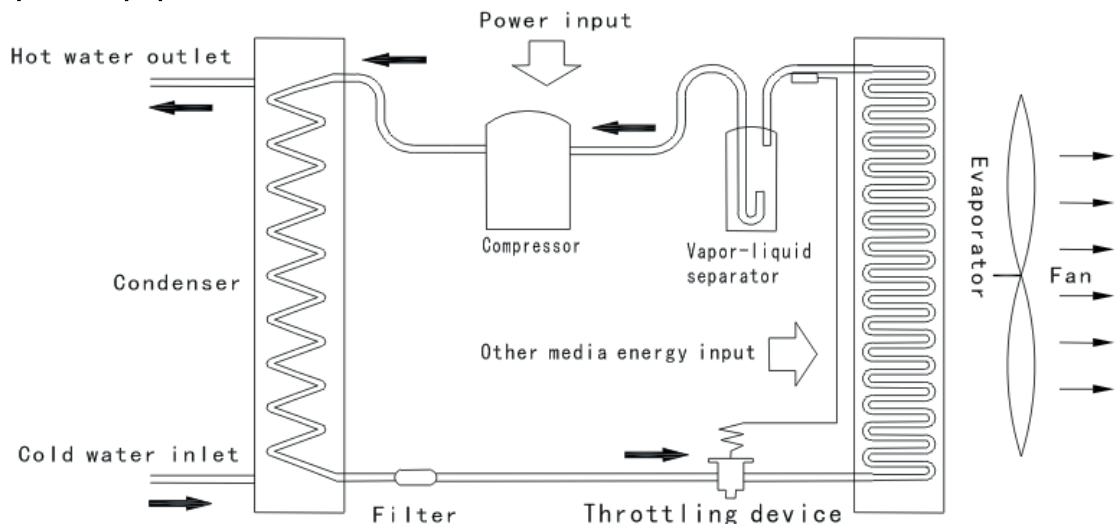 Power input
Hot water outlet
Compressor
Vapor-liquid
separator
Evaporator
Fan
Condenser
Other media energy input
Cold water inlet
Filter
Throttling device